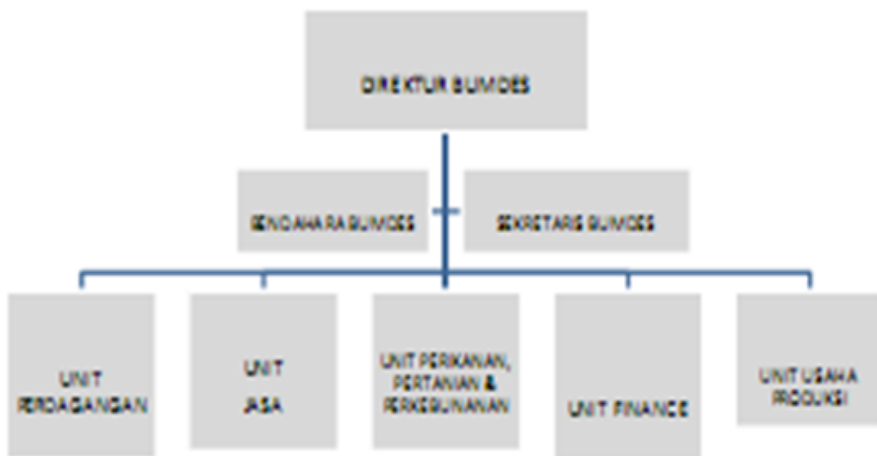 DIREKTUR BUMDES
BENDAHARA BUMDES
SEKRETARIS BUMDES
UNIT
PERDAGANGAN
UNIT
JASA
UNIT PERIKANAN,
PERTANIAN &
PERKEBUNANAN
UNIT FINANCE
UNIT USAHA
PRODUKSI